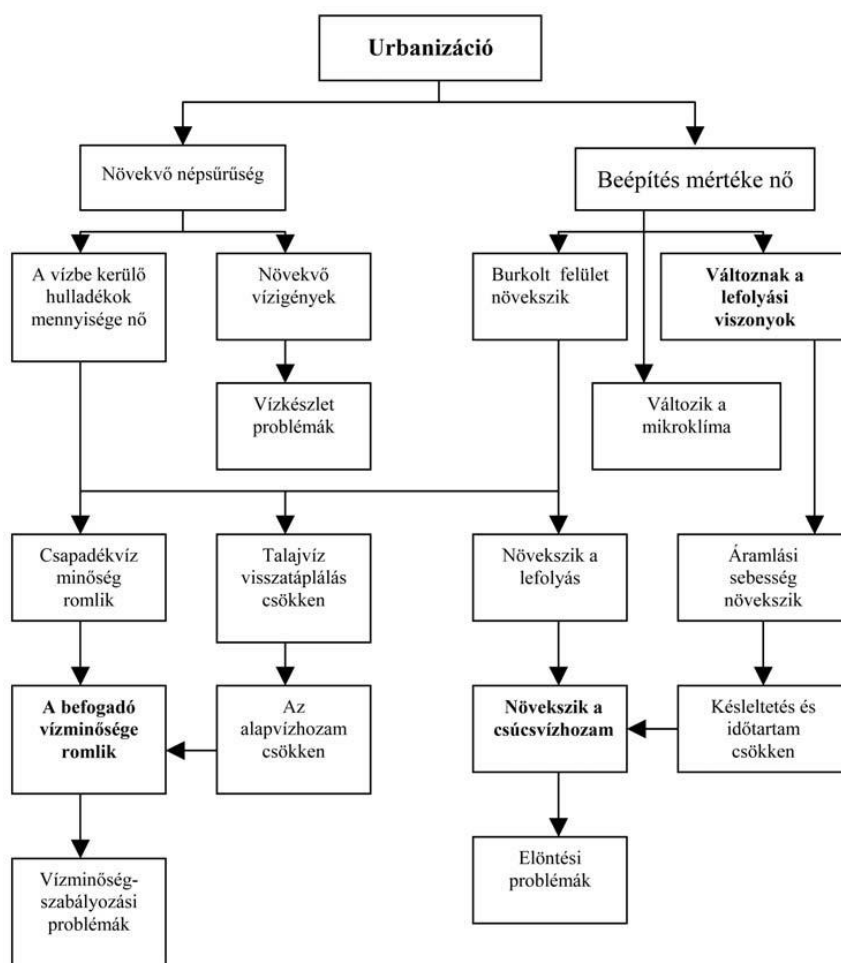 Urbanizáció
Növekvő népsűrűség
Beépítés mértéke nő
A vízbe kerülő
hulladékok
mennyisége nő
Növekvő
vízigények
Burkolt felület
növekszik
Változnak a
lefolyási
viszonyok
Vízkészlet
problémák
Változik a
mikroklíma
Csapadékvíz
minőség
romlik
Talajvíz
visszatáplálás
csökken
Növekszik a
lefolyás
Áramlási
sebesség
növekszik
A befogadó
vízminősége
romlik
Az
alapvízhozam
csökken
Növekszik a
csúcsvízhozam
Késleltetés és
időtartam
csökken
Vízminőség-
szabályozási
problémák
Elöntési
problémák